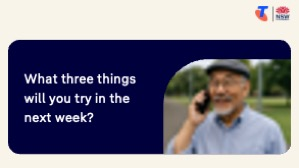 What three things
will you try in the
next week?